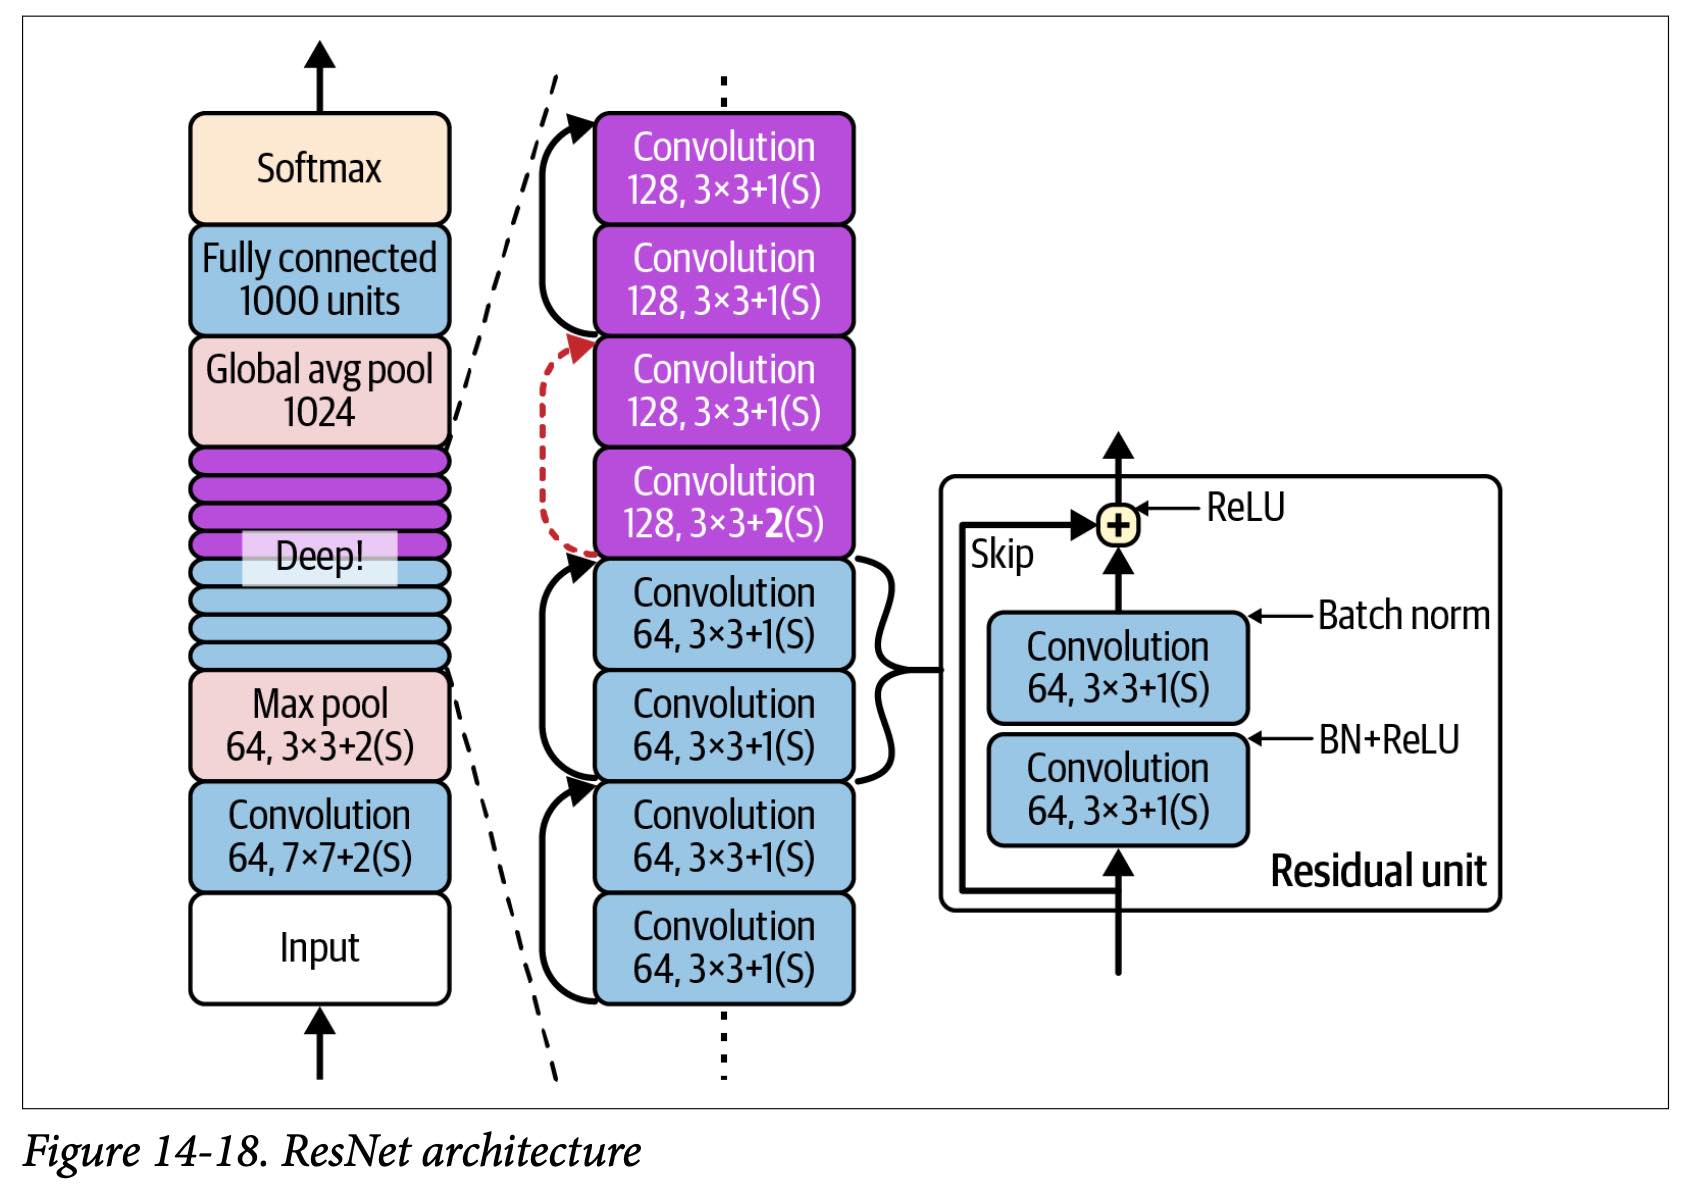 Softmax
Fully connected
1000 units
Global avg pool
1024
Deep!
Max pool
64, 3×3+2(S)
Convolution
64, 7×7+2(S)
Input
Convolution
128, 3×3+1(S)
Convolution
128, 3×3+1(S)
Convolution
128, 3×3+1(S)
Convolution
128, 3×3+2(S)
Convolution
64, 3×3+1(S)
Convolution
64, 3×3+1(S)
Convolution
64, 3×3+1(S)
Convolution
64, 3×3+1(S)
+
ReLU
Skip
Batch norm
Convolution
64, 3×3+1(S)
BN+ReLU
Convolution
64, 3×3+1(S)
Residual unit
Figure 14-18. ResNet architecture